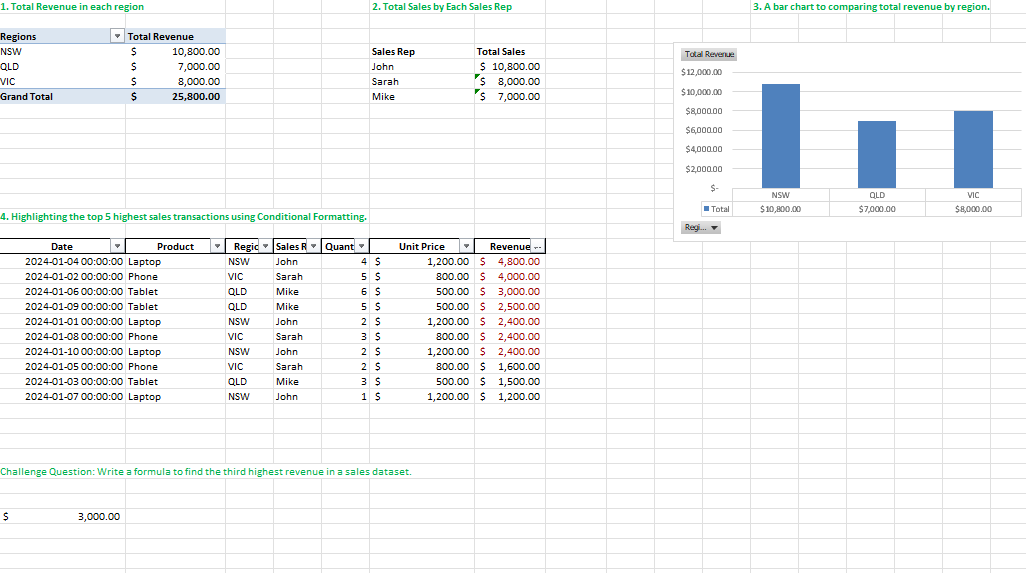 1. Total Revenue in each region
2. Total Sales by Each Sales Rep
3. A bar chart to comparing total revenue by region.
Regions Total Revenue
NSW $ 10,800.00
QLD $ 7,000.00
VIC $ 8,000.00
Grand Total $ 25,800.00
Sales Rep Total Sales
John $ 10,800.00
Sarah $ 8,000.00
Mike $ 7,000.00
Total Revenue
$12,000.00
$10,000.00
$8,000.00
$6,000.00
$4,000.00
$2,000.00
$-
NSW QLD VIC
Total $10,800.00 $7,000.00 $8,000.00
Regi...
4. Highlighting the top 5 highest sales transactions using Conditional Formatting.
Date Product Regic Sales R Quant Unit Price Revenue
2024-01-04 00:00:00 Laptop NSW John 4 $ 1,200.00 $ 4,800.00
2024-01-02 00:00:00 Phone VIC Sarah 5 $ 800.00 $ 4,000.00
2024-01-06 00:00:00 Tablet QLD Mike 6 $ 500.00 $ 3,000.00
2024-01-09 00:00:00 Tablet QLD Mike 5 $ 500.00 $ 2,500.00
2024-01-01 00:00:00 Laptop NSW John 2 $ 1,200.00 $ 2,400.00
2024-01-08 00:00:00 Phone VIC Sarah 3 $ 800.00 $ 2,400.00
2024-01-10 00:00:00 Laptop NSW John 2 $ 1,200.00 $ 2,400.00
2024-01-05 00:00:00 Phone VIC Sarah 2 $ 800.00 $ 1,600.00
2024-01-03 00:00:00 Tablet QLD Mike 3 $ 500.00 $ 1,500.00
2024-01-07 00:00:00 Laptop NSW John 1 $ 1,200.00 $ 1,200.00
Challenge Question: Write a formula to find the third highest revenue in a sales dataset.
$ 3,000.00